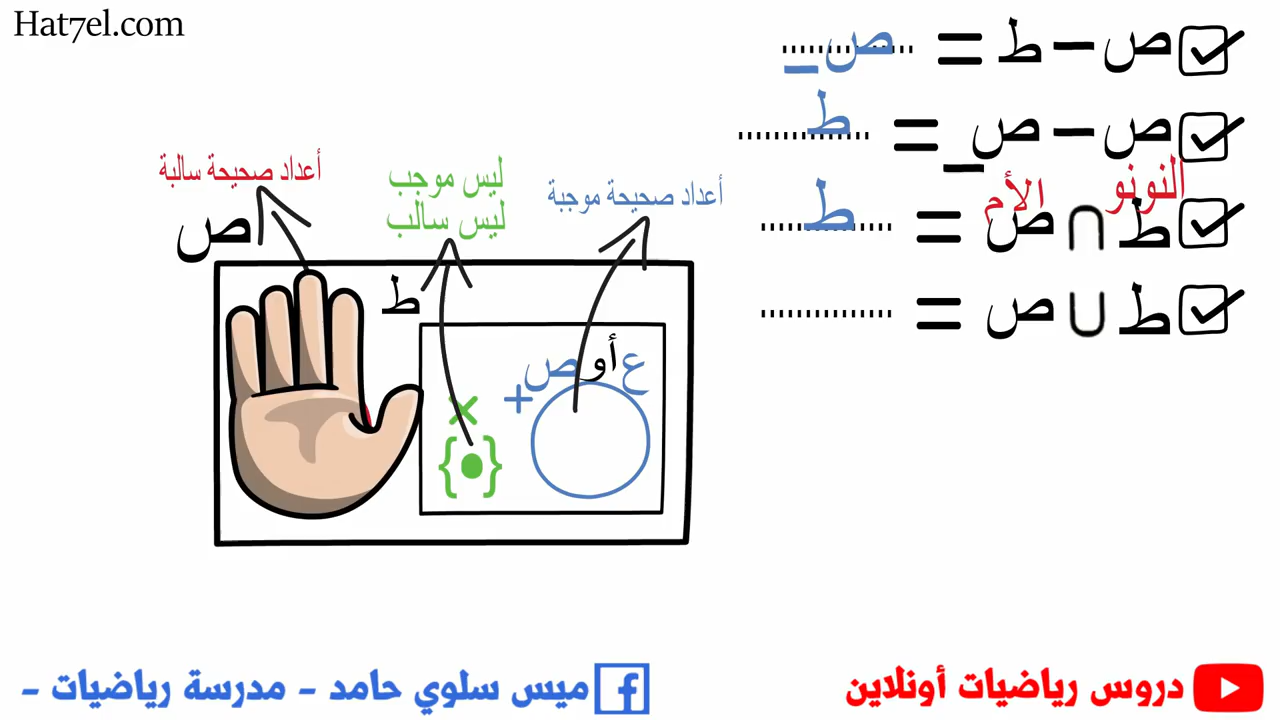 Hat7el.com
ص − ط = ص_
ص − ص_ = ط
النونو
الأم
ط ∩ ص = ط
ط ∪ ص = ..............
أعداد صحيحة سالبة
ليس موجب
ليس سالب
أعداد صحيحة موجبة
ص
ط
ع أو ص+
×
{•}
دروس رياضيات أونلاين
ميس سلوي حامد - مدرسة رياضيات -